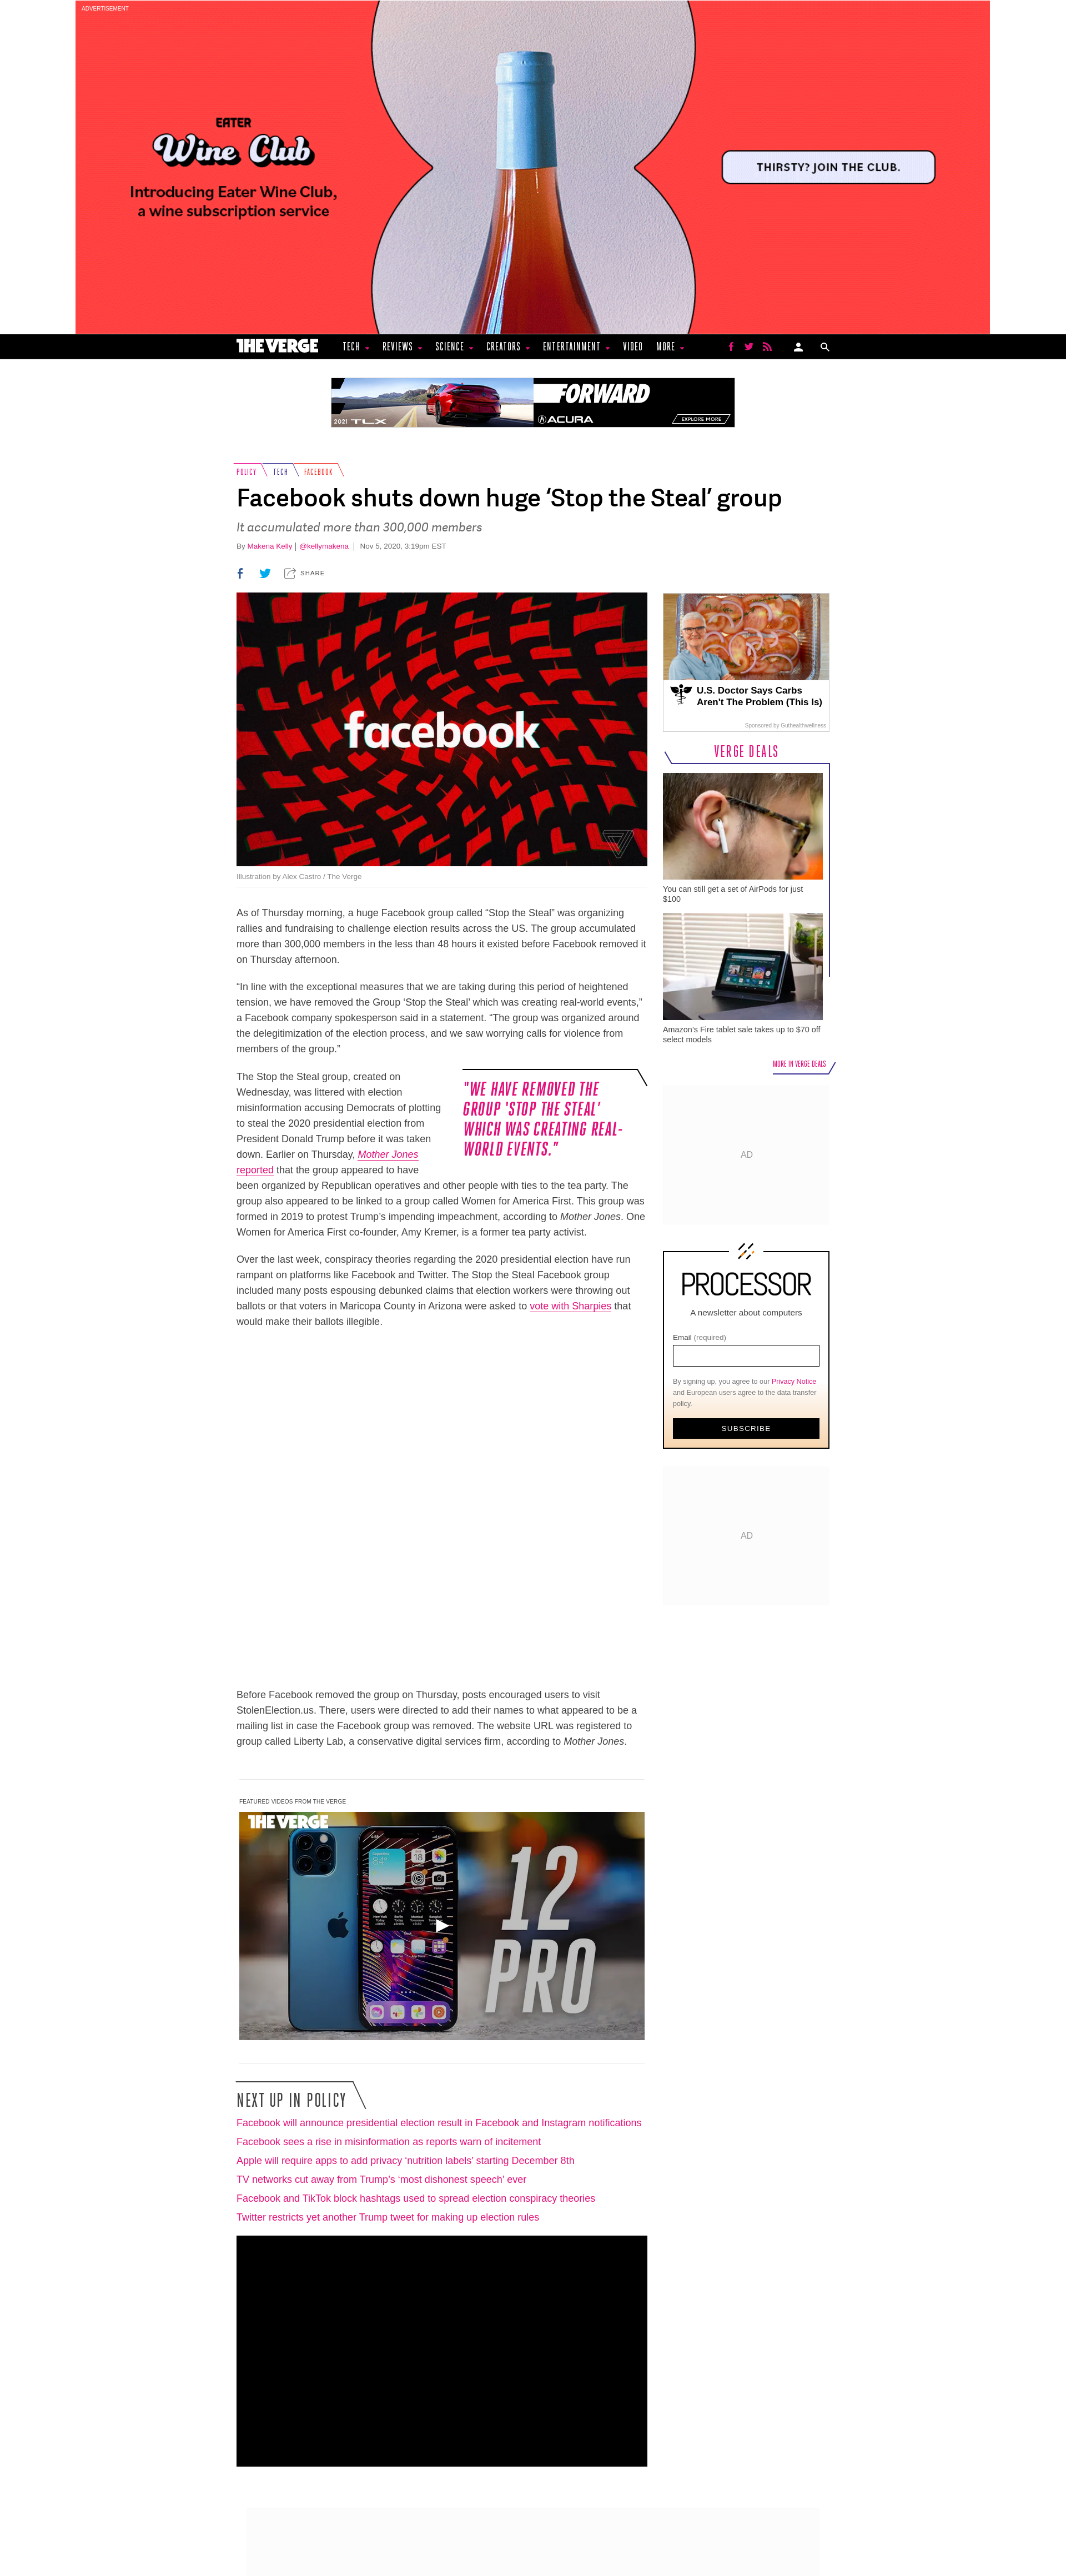 ADVERTISEMENT
EATER
Wine Club
Introducing Eater Wine Club,
a wine subscription service
THIRSTY? JOIN THE CLUB.
THE VERGE
TECH
REVIEWS
SCIENCE
CREATORS
ENTERTAINMENT
VIDEO
MORE
2021 TLX
FORWARD
ACURA
EXPLORE MORE
POLICY
TECH
FACEBOOK
Facebook shuts down huge ‘Stop the Steal’ group
It accumulated more than 300,000 members
By Makena Kelly | @kellymakena | Nov 5, 2020, 3:19pm EST
SHARE
facebook
Illustration by Alex Castro / The Verge
As of Thursday morning, a huge Facebook group called “Stop the Steal” was organizing
rallies and fundraising to challenge election results across the US. The group accumulated
more than 300,000 members in the less than 48 hours it existed before Facebook removed it
on Thursday afternoon.
“In line with the exceptional measures that we are taking during this period of heightened
tension, we have removed the Group ‘Stop the Steal’ which was creating real-world events,”
a Facebook company spokesperson said in a statement. “The group was organized around
the delegitimization of the election process, and we saw worrying calls for violence from
members of the group.”
The Stop the Steal group, created on
Wednesday, was littered with election
misinformation accusing Democrats of plotting
to steal the 2020 presidential election from
President Donald Trump before it was taken
down. Earlier on Thursday, Mother Jones
reported that the group appeared to have
been organized by Republican operatives and other people with ties to the tea party. The
group also appeared to be linked to a group called Women for America First. This group was
formed in 2019 to protest Trump’s impending impeachment, according to Mother Jones. One
Women for America First co-founder, Amy Kremer, is a former tea party activist.
"WE HAVE REMOVED THE
GROUP 'STOP THE STEAL'
WHICH WAS CREATING REAL-
WORLD EVENTS."
Over the last week, conspiracy theories regarding the 2020 presidential election have run
rampant on platforms like Facebook and Twitter. The Stop the Steal Facebook group
included many posts espousing debunked claims that election workers were throwing out
ballots or that voters in Maricopa County in Arizona were asked to vote with Sharpies that
would make their ballots illegible.
Before Facebook removed the group on Thursday, posts encouraged users to visit
StolenElection.us. There, users were directed to add their names to what appeared to be a
mailing list in case the Facebook group was removed. The website URL was registered to
group called Liberty Lab, a conservative digital services firm, according to Mother Jones.
FEATURED VIDEOS FROM THE VERGE
THE VERGE
12
PRO
NEXT UP IN POLICY
Facebook will announce presidential election result in Facebook and Instagram notifications
Facebook sees a rise in misinformation as reports warn of incitement
Apple will require apps to add privacy ‘nutrition labels’ starting December 8th
TV networks cut away from Trump’s ‘most dishonest speech’ ever
Facebook and TikTok block hashtags used to spread election conspiracy theories
Twitter restricts yet another Trump tweet for making up election rules
U.S. Doctor Says Carbs
Aren't The Problem (This Is)
Sponsored by Guthealthwellness
VERGE DEALS
You can still get a set of AirPods for just
$100
Amazon’s Fire tablet sale takes up to $70 off
select models
MORE IN VERGE DEALS
AD
PROCESSOR
A newsletter about computers
Email (required)
By signing up, you agree to our Privacy Notice
and European users agree to the data transfer
policy.
SUBSCRIBE
AD